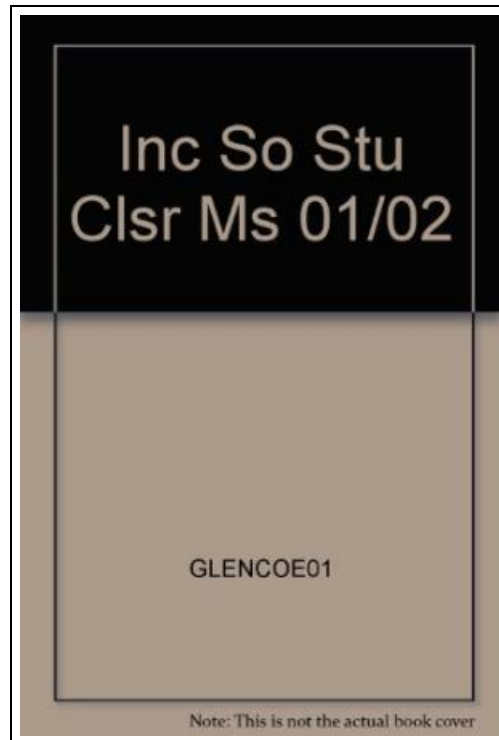 Inc So Stu
Clsr Ms 01/02
GLENCOE01
Note: This is not the actual book cover